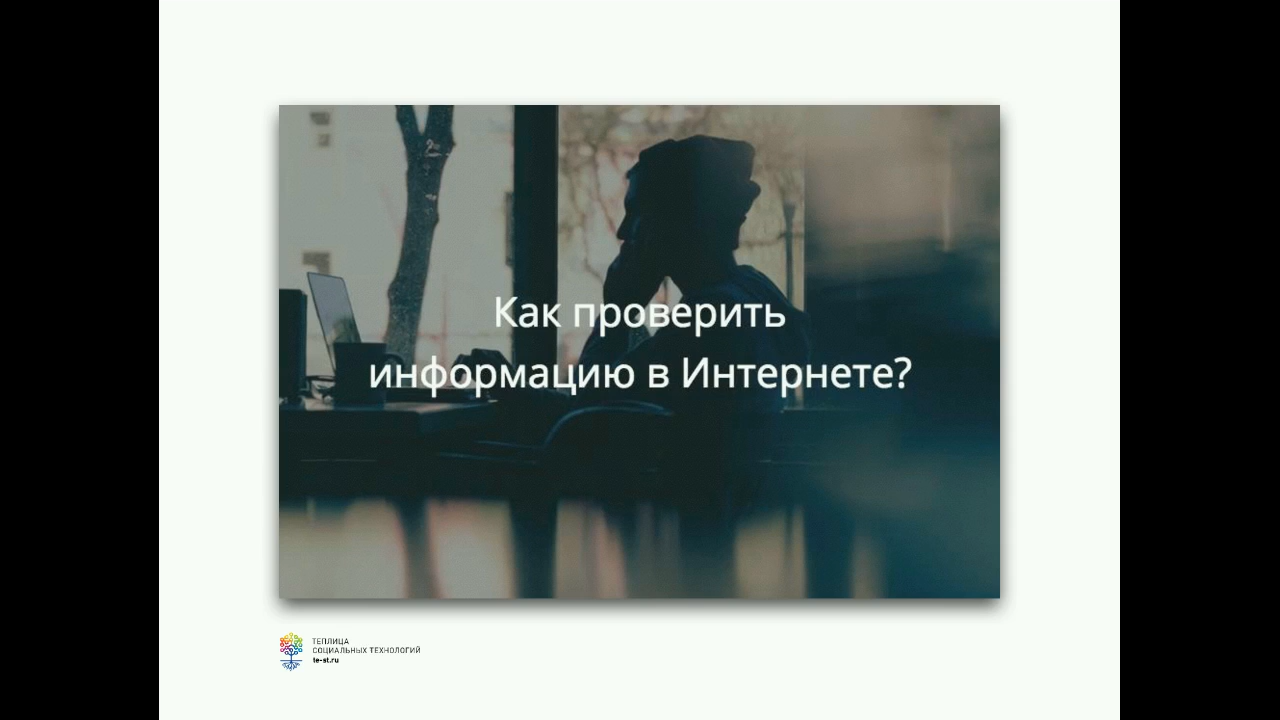 Как проверить
информацию в Интернете?
ТЕПЛИЦА
СОЦИАЛЬНЫХ ТЕХНОЛОГИЙ
te-st.ru